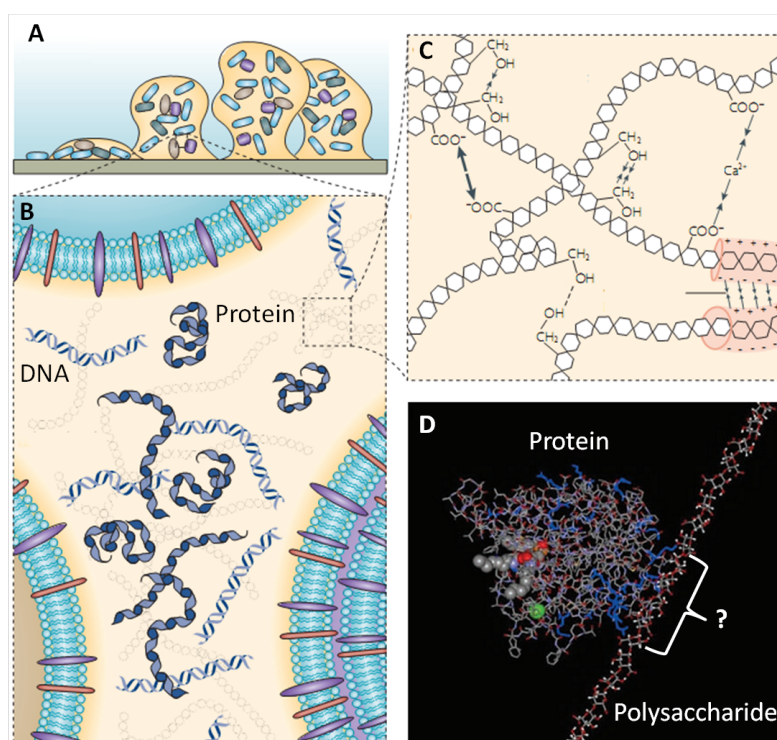 A
B
DNA
Protein
C
CH₂
OH
CH₂
OH
COO⁻
⁻OOC
CH₂
OH
CH₂
OH
COO⁻
Ca²⁺
COO⁻
CH₂
OH
OH
CH₂
D
Protein
?
Polysaccharide